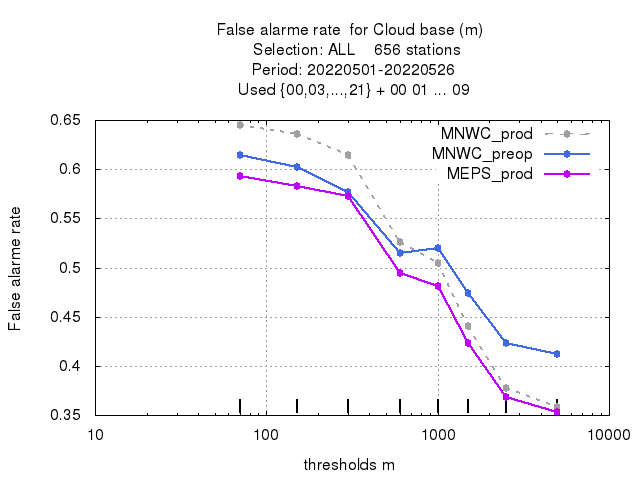 False alarme rate  for Cloud base (m)
Selection: ALL    656 stations
Period: 20220501-20220526
Used {00,03,...,21} + 00 01 ... 09
MNWC_prod
MNWC_preop
MEPS_prod
False alarme rate
0.65
0.6
0.55
0.5
0.45
0.4
0.35
10 100 1000 10000
thresholds m